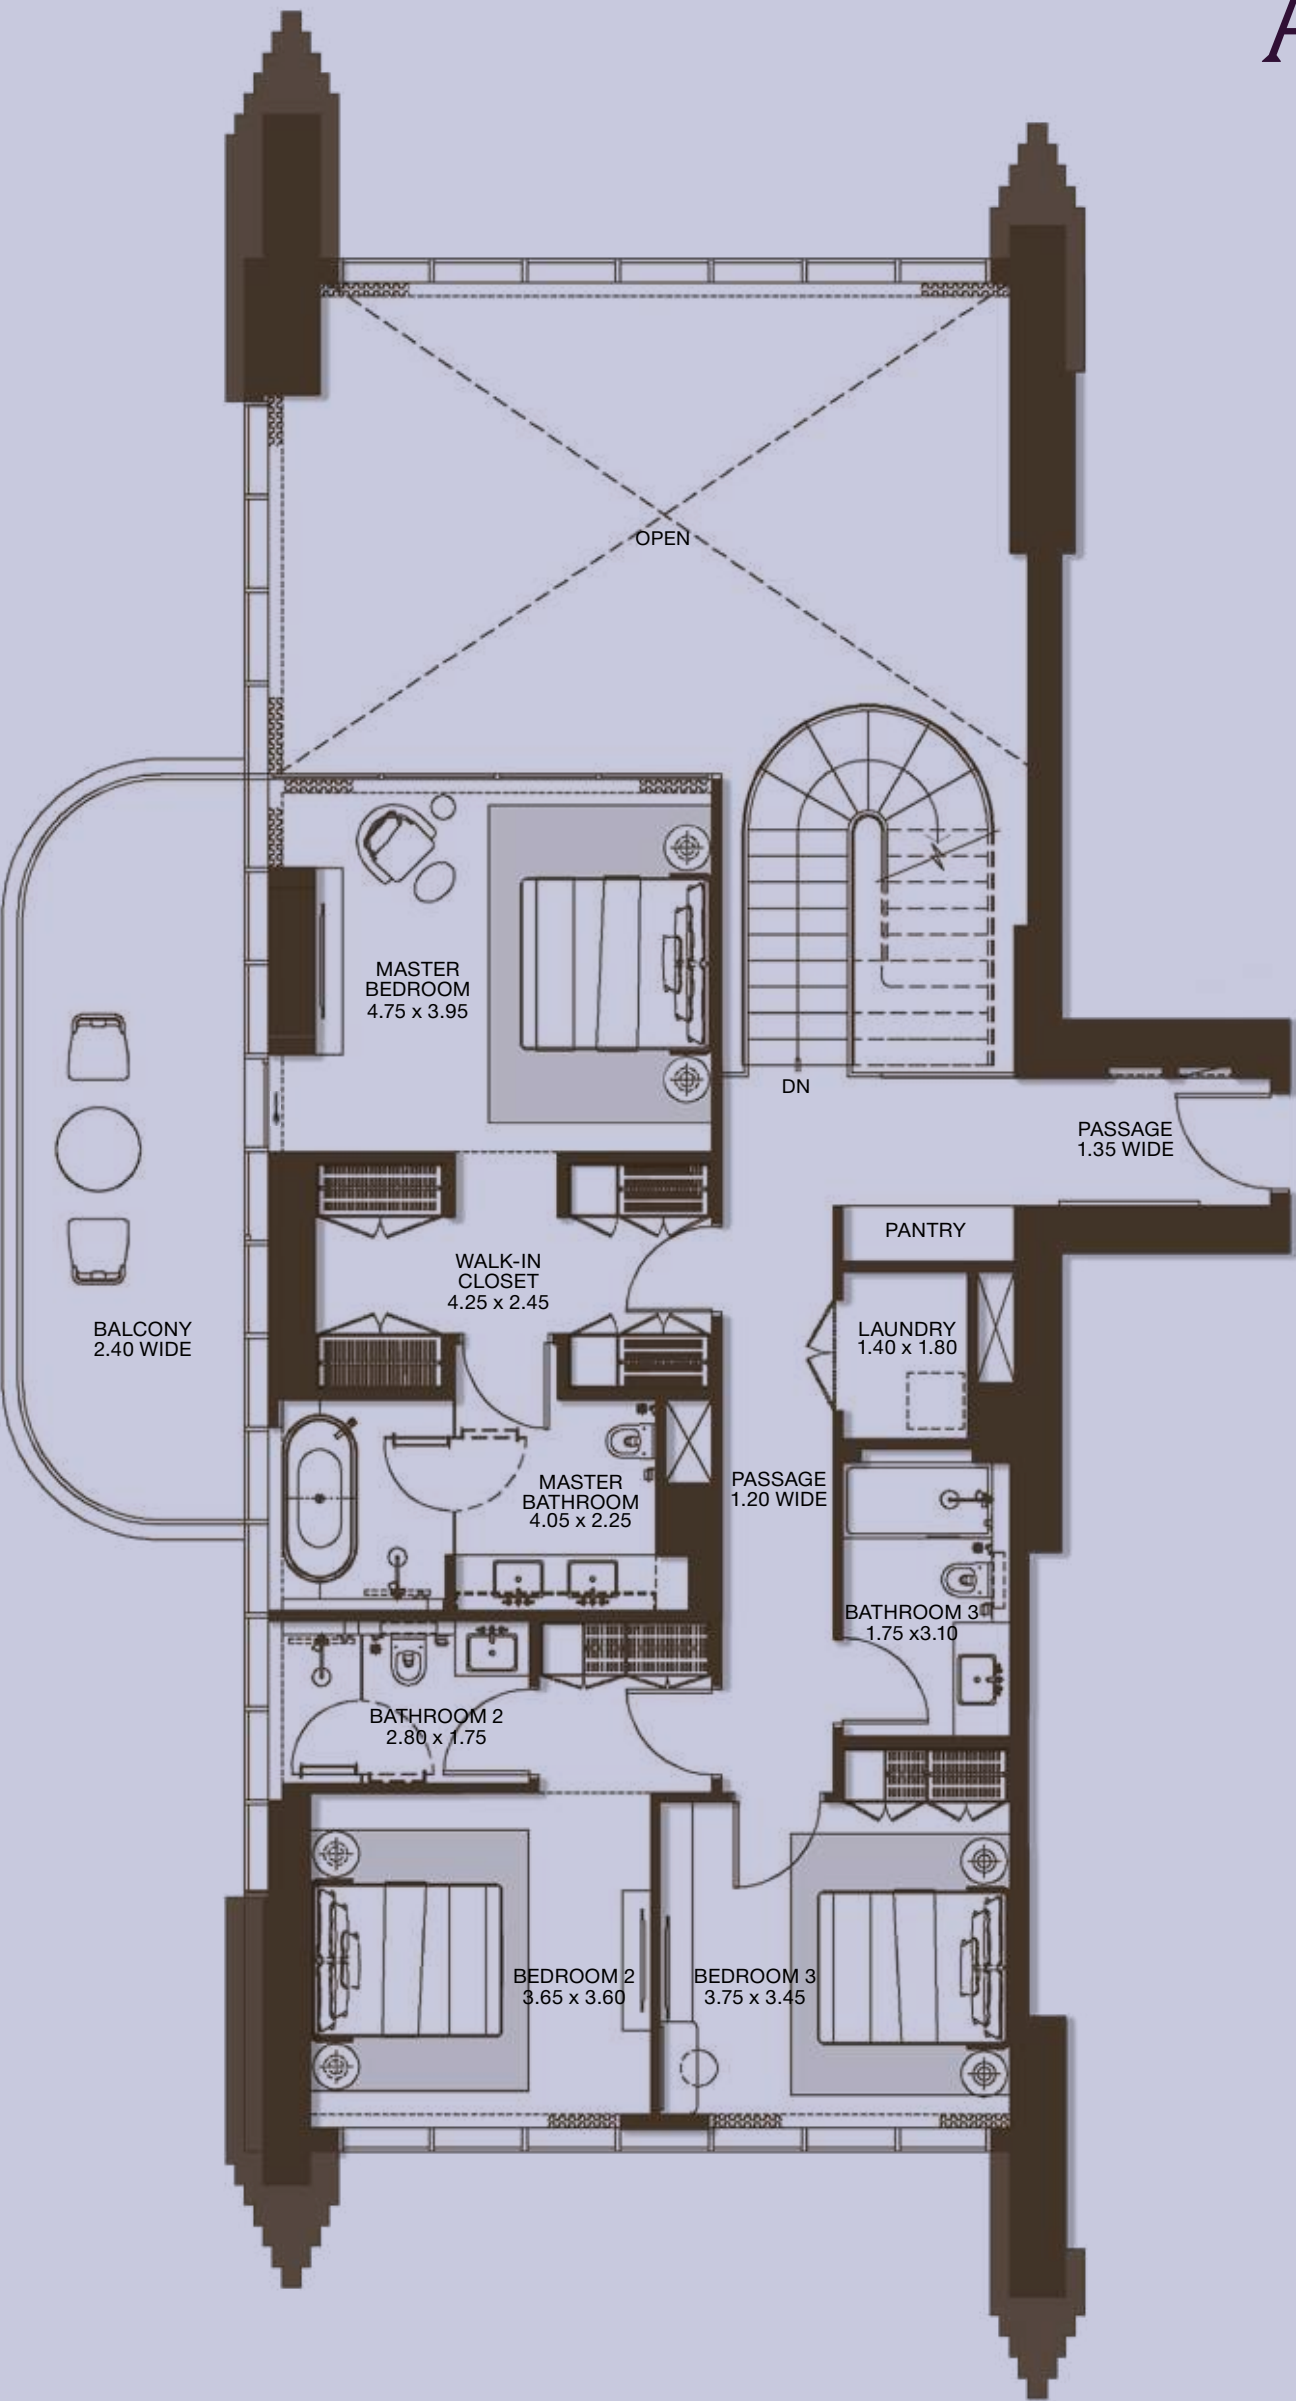 A
OPEN
MASTER
BEDROOM
4.75 x 3.95
DN
PASSAGE
1.35 WIDE
PANTRY
WALK-IN
CLOSET
4.25 x 2.45
BALCONY
2.40 WIDE
LAUNDRY
1.40 x 1.80
MASTER
BATHROOM
4.05 x 2.25
PASSAGE
1.20 WIDE
BATHROOM 3
1.75 x3.10
BATHROOM 2
2.80 x 1.75
BEDROOM 2
3.65 x 3.60
BEDROOM 3
3.75 x 3.45